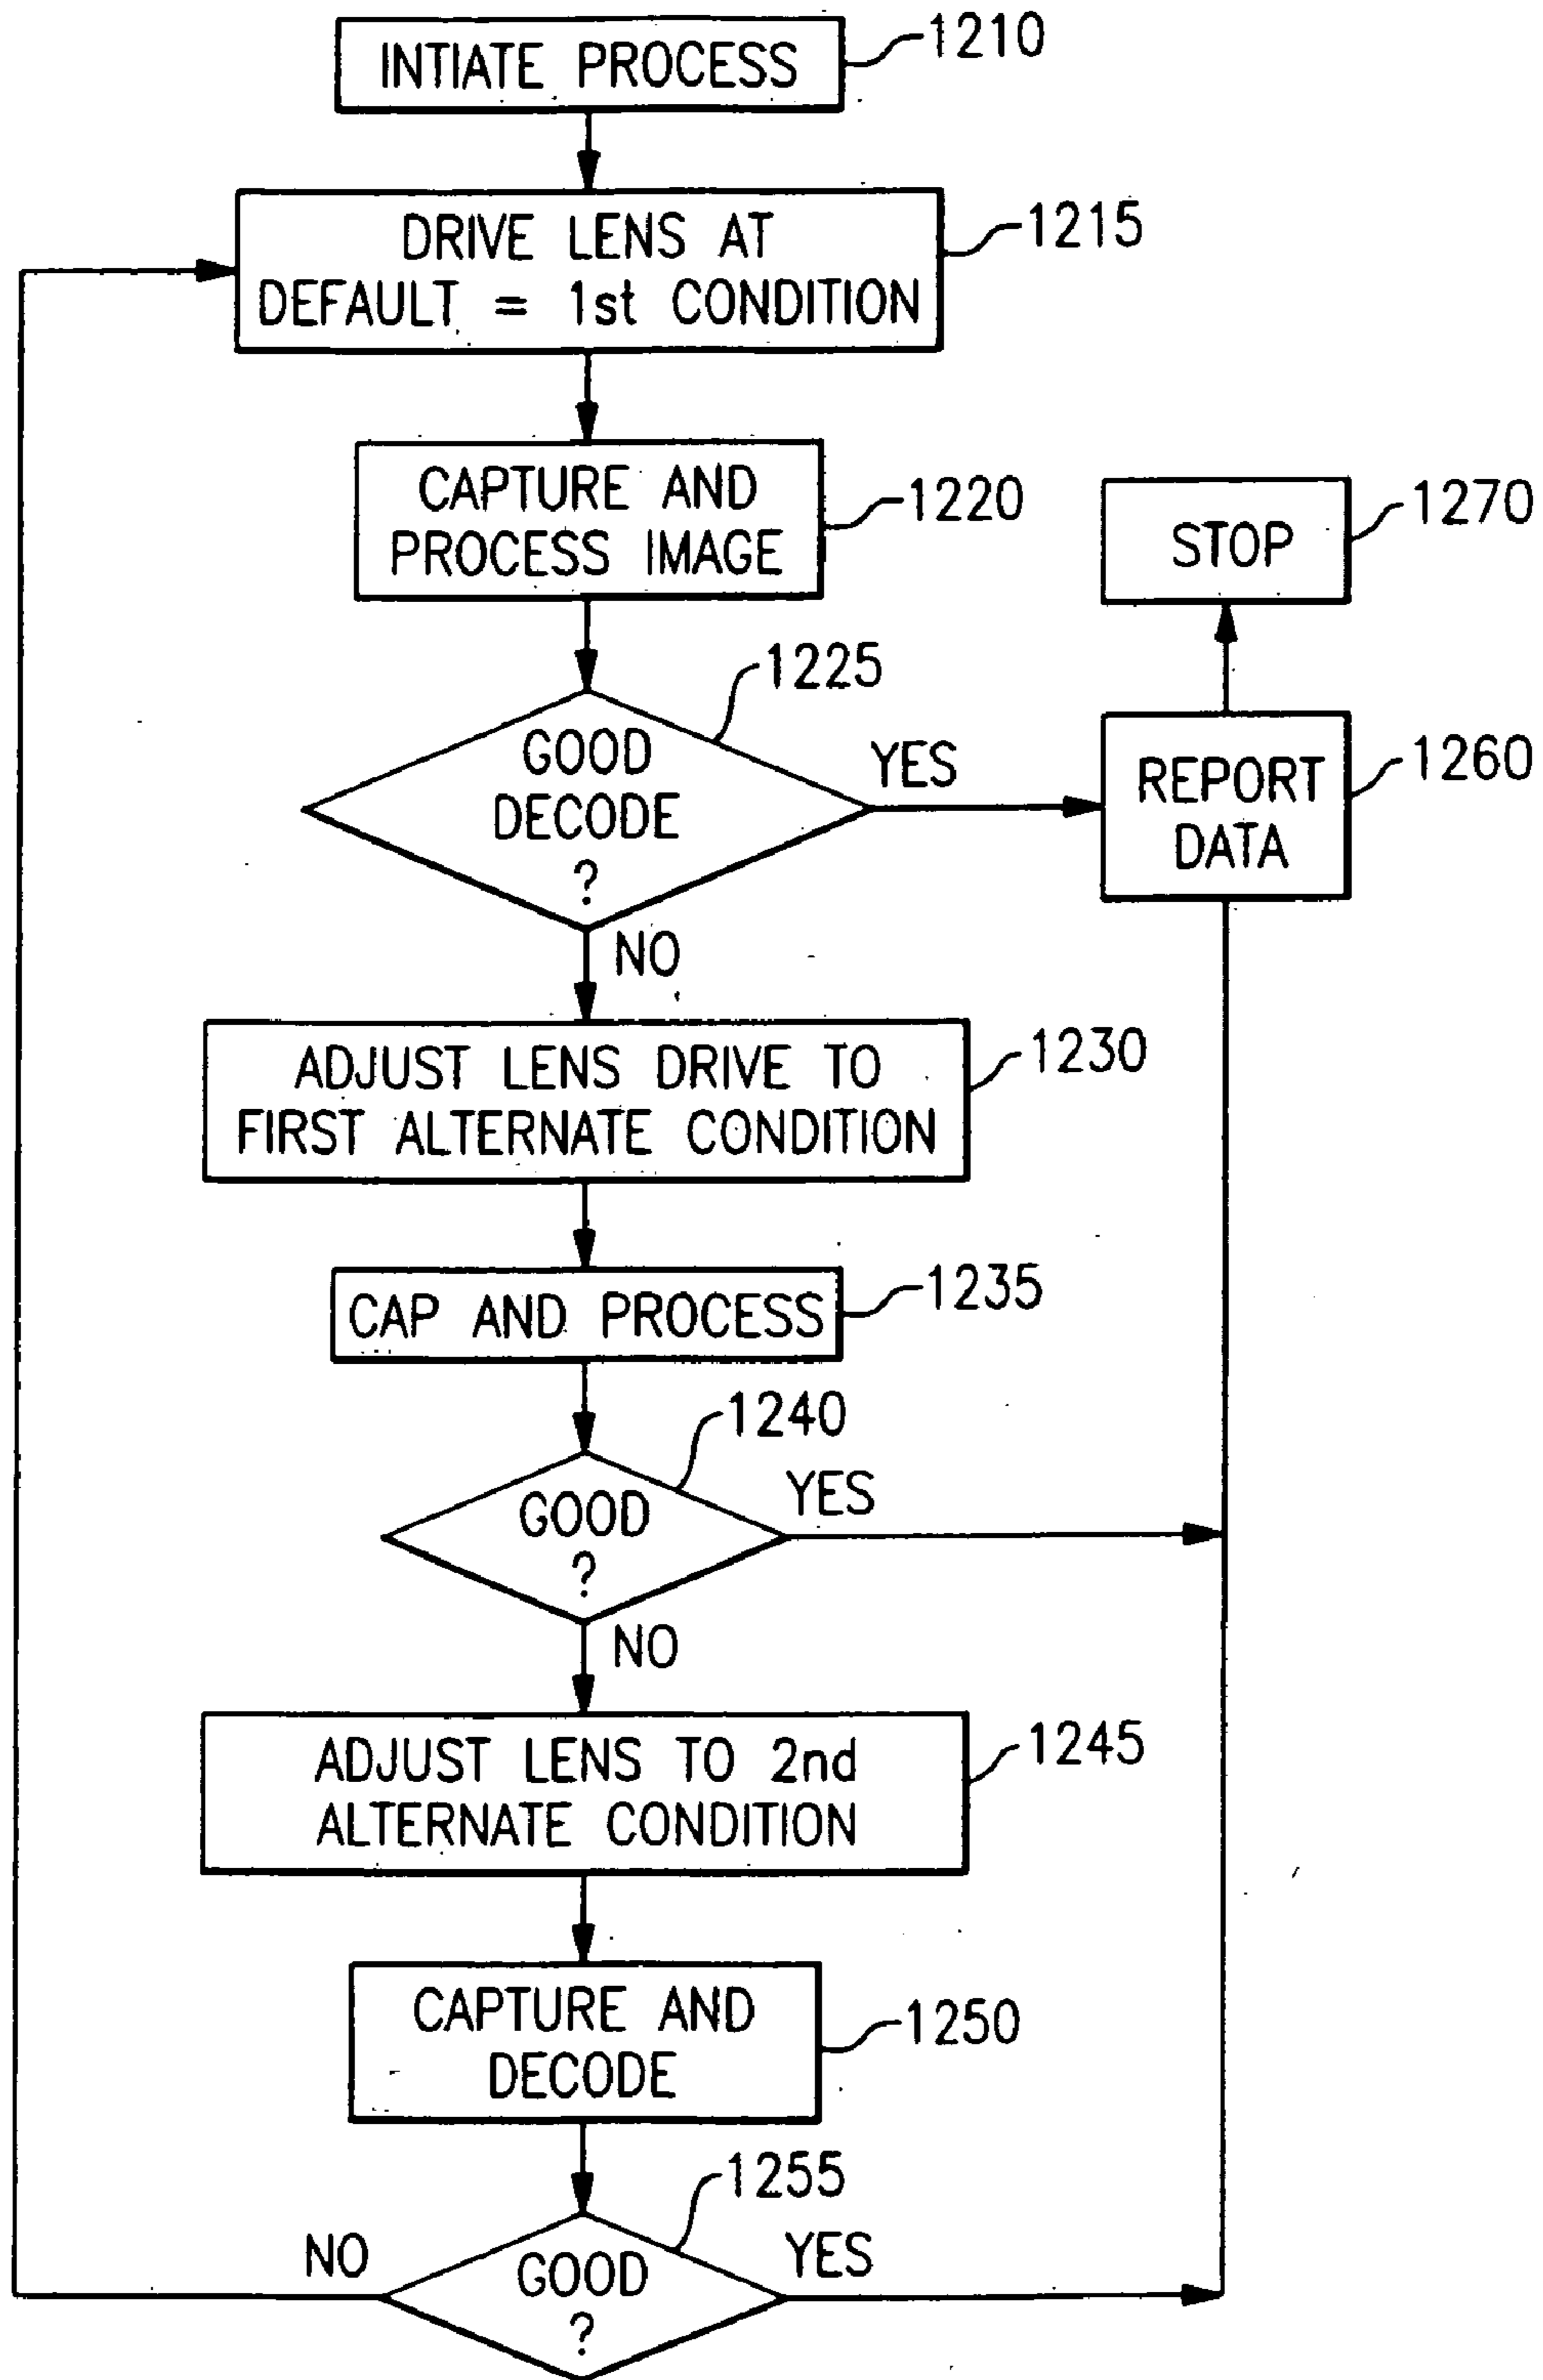 INTIATE PROCESS
1210
DRIVE LENS AT
DEFAULT = 1st CONDITION
1215
CAPTURE AND
PROCESS IMAGE
1220
STOP
1270
GOOD
DECODE
?
1225
YES
NO
REPORT
DATA
1260
ADJUST LENS DRIVE TO
FIRST ALTERNATE CONDITION
1230
CAP AND PROCESS
1235
GOOD
?
1240
YES
NO
ADJUST LENS TO 2nd
ALTERNATE CONDITION
1245
CAPTURE AND
DECODE
1250
GOOD
?
1255
NO
YES